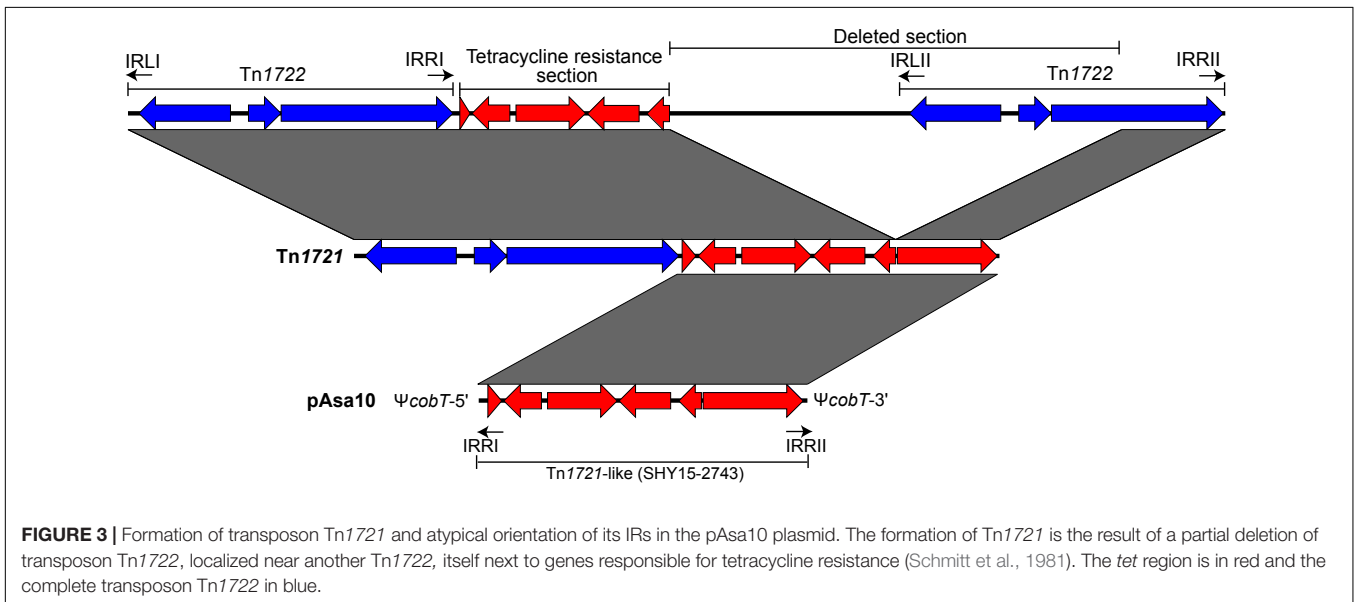 Deleted section
IRLI
Tn1722
IRRI
Tetracycline resistance
section
IRLII
Tn1722
IRRII
Tn1721
pAsa10
ΨcobT-5'
ΨcobT-3'
IRRI
IRRII
Tn1721-like (SHY15-2743)
FIGURE 3 | Formation of transposon Tn1721 and atypical orientation of its IRs in the pAsa10 plasmid. The formation of Tn1721 is the result of a partial deletion of
transposon Tn1722, localized near another Tn1722, itself next to genes responsible for tetracycline resistance (Schmitt et al., 1981). The tet region is in red and the
complete transposon Tn1722 in blue.